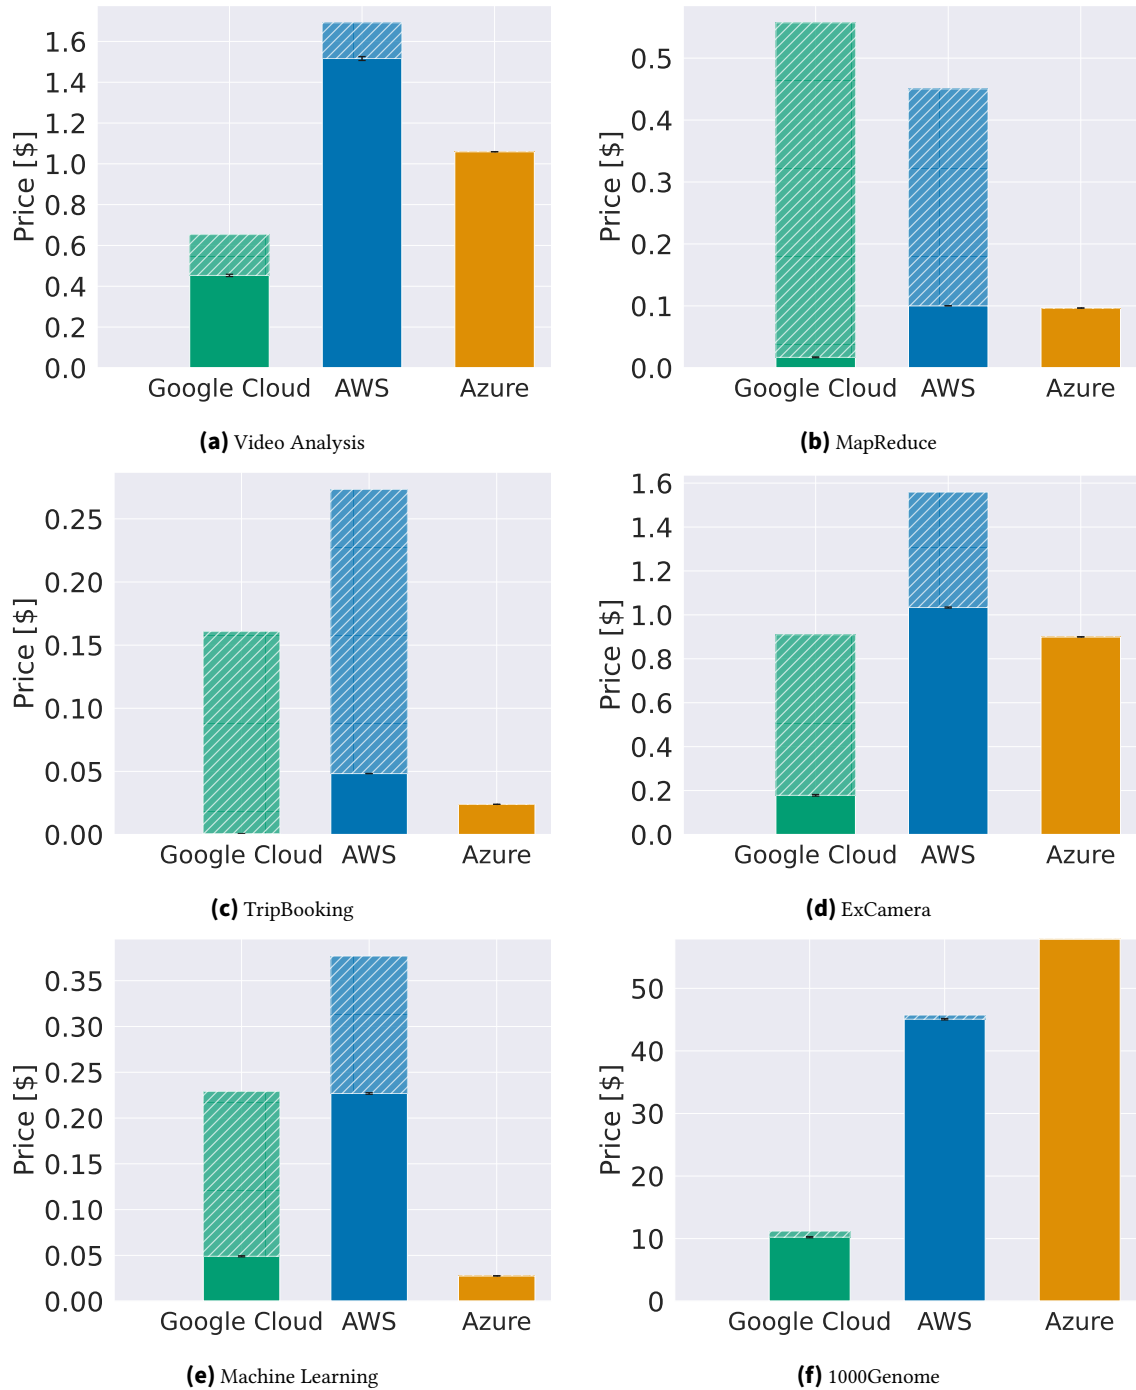 Price [$]
1.6
1.4
1.2
1.0
0.8
0.6
0.4
0.2
0.0
Google Cloud AWS Azure
(a) Video Analysis
Price [$]
0.5
0.4
0.3
0.2
0.1
0.0
Google Cloud AWS Azure
(b) MapReduce
Price [$]
0.25
0.20
0.15
0.10
0.05
0.00
Google Cloud AWS Azure
(c) TripBooking
Price [$]
1.6
1.4
1.2
1.0
0.8
0.6
0.4
0.2
0.0
Google Cloud AWS Azure
(d) ExCamera
Price [$]
0.35
0.30
0.25
0.20
0.15
0.10
0.05
0.00
Google Cloud AWS Azure
(e) Machine Learning
Price [$]
50
40
30
20
10
0
Google Cloud AWS Azure
(f) 1000Genome